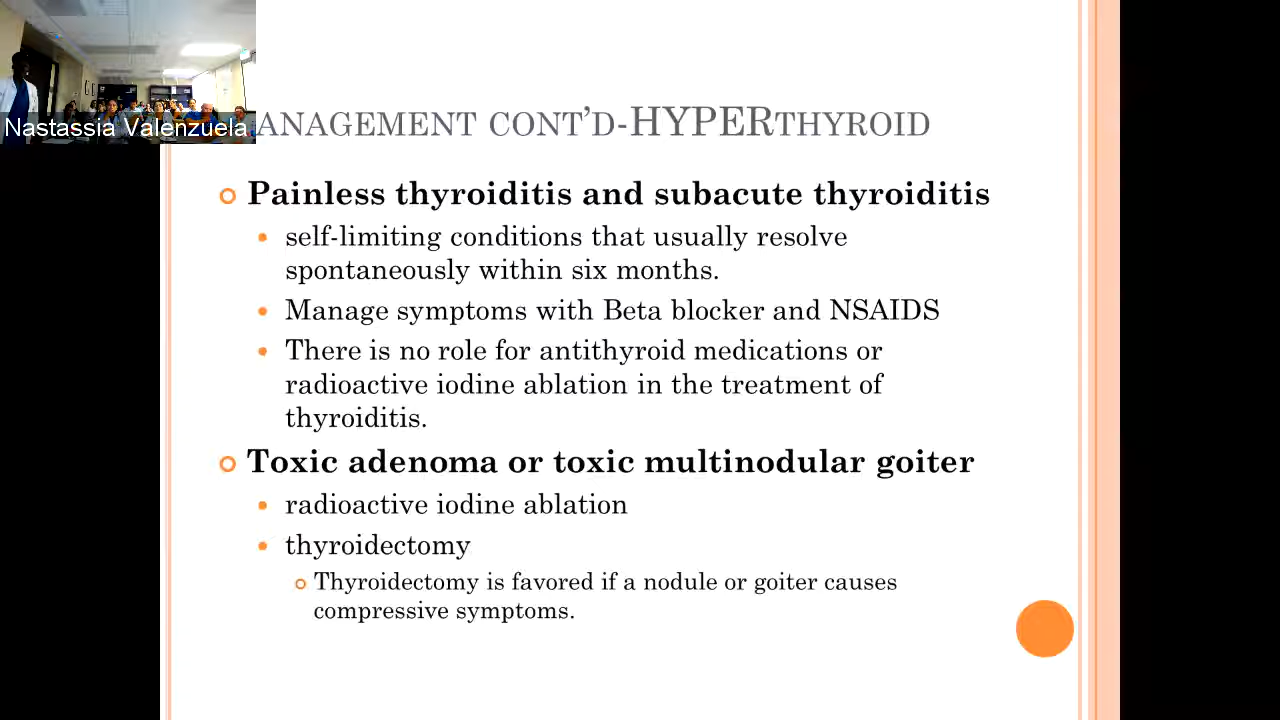 Nastassia Valenzuela
ANAGEMENT CONT'D-HYPERTHYROID
Painless thyroiditis and subacute thyroiditis
self-limiting conditions that usually resolve
spontaneously within six months.
Manage symptoms with Beta blocker and NSAIDS
There is no role for antithyroid medications or
radioactive iodine ablation in the treatment of
thyroiditis.
Toxic adenoma or toxic multinodular goiter
radioactive iodine ablation
thyroidectomy
Thyroidectomy is favored if a nodule or goiter causes
compressive symptoms.